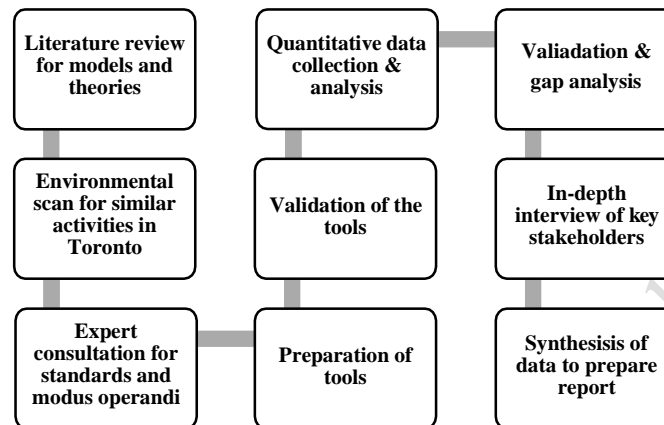 Literature review
for models and
theories
Environmental
scan for similar
activities in
Toronto
Expert
consultation for
standards and
modus operandi
Preparation of
tools
Validation of the
tools
Quantitative data
collection &
analysis
Valiadation &
gap analysis
In-depth
interview of key
stakeholders
Synthesisis of
data to prepare
report